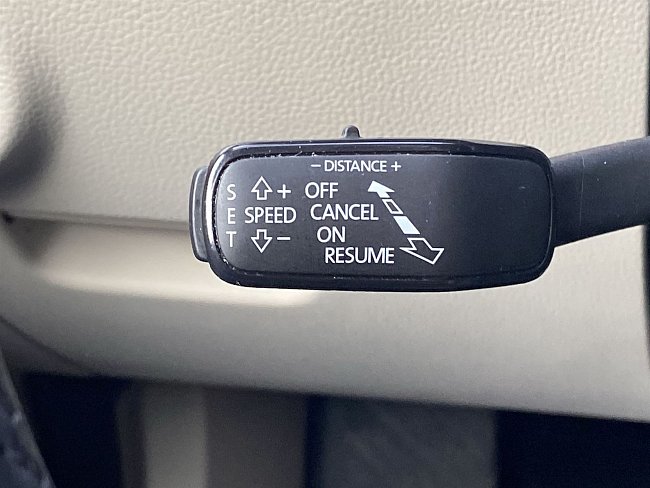 - DISTANCE +
S
E
T
+
SPEED
-
OFF
CANCEL
ON
RESUME